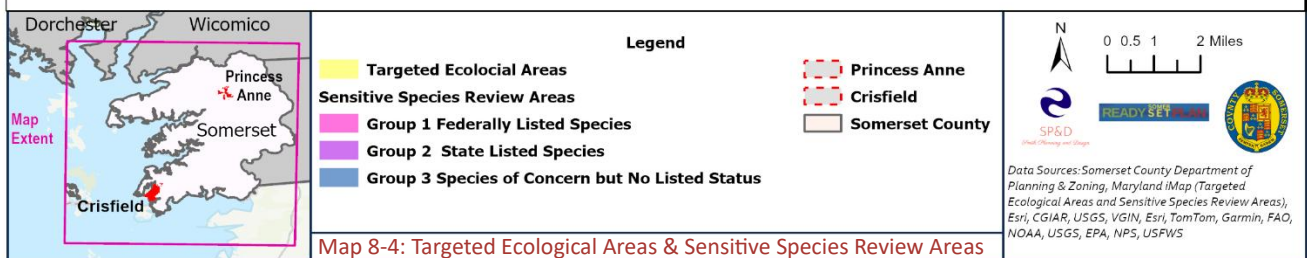 Dorchester
Wicomico
Princess
Anne
Map
Extent
Somerset
Crisfield
Legend
Targeted Ecolocial Areas
Sensitive Species Review Areas
Group 1 Federally Listed Species
Group 2 State Listed Species
Group 3 Species of Concern but No Listed Status
Princess Anne
Crisfield
Somerset County
Map 8-4: Targeted Ecological Areas & Sensitive Species Review Areas
N
0 0.5 1 2 Miles
SP&D
READY SET
Data Sources:Somerset County Department of
Planning & Zoning, Maryland iMap (Targeted
Ecological Areas and Sensitive Species Review Areas),
Esri, CGIAR, USGS, VGIN, Esri, TomTom, Garmin, FAO,
NOAA, USGS, EPA, NPS, USFWS